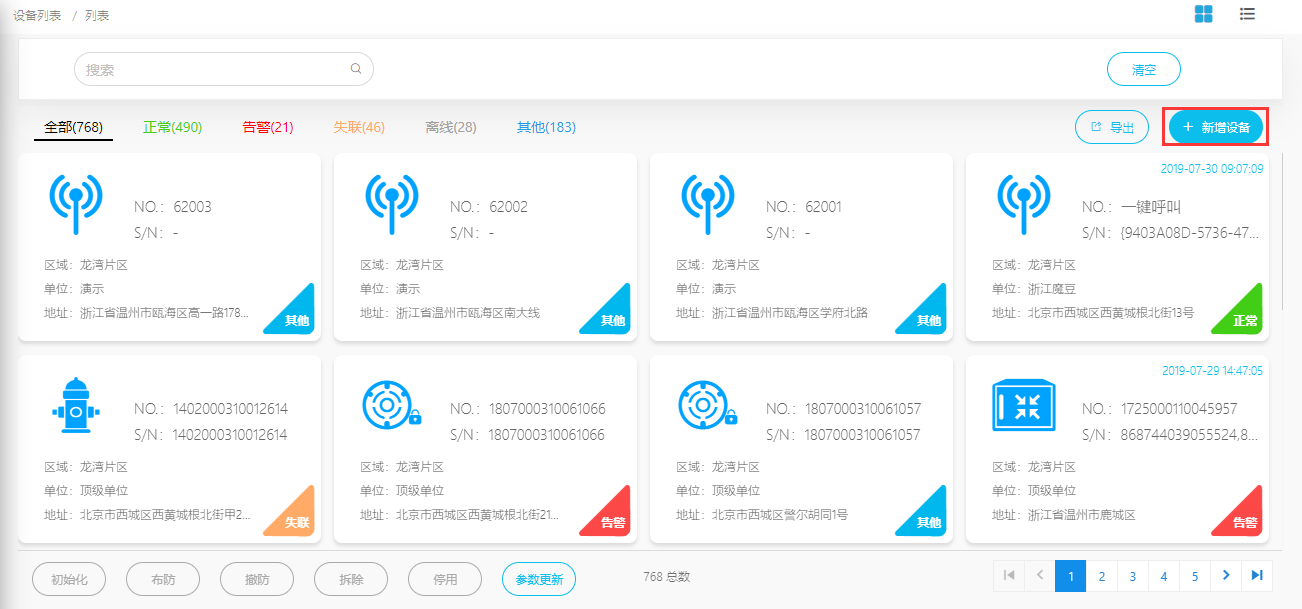 设备列表 / 列表
搜索
清空
全部(768) 正常(490) 告警(21) 失联(46) 离线(28) 其他(183)
导出
+ 新增设备
NO.: 62003
S/N: -
区域: 龙湾片区
单位: 演示
地址: 浙江省温州市瓯海区高一路178...
其他
NO.: 62002
S/N: -
区域: 龙湾片区
单位: 演示
地址: 浙江省温州市瓯海区南大线
其他
NO.: 62001
S/N: -
区域: 龙湾片区
单位: 演示
地址: 浙江省温州市瓯海区学府北路
其他
2019-07-30 09:07:09
NO.: 一键呼叫
S/N: {9403A08D-5736-47...
区域: 龙湾片区
单位: 浙江魔豆
地址: 北京市西城区西黄城根北街13号
正常
NO.: 1402000310012614
S/N: 1402000310012614
区域: 龙湾片区
单位: 顶级单位
地址: 北京市西城区西黄城根北街甲2...
失联
NO.: 1807000310061066
S/N: 1807000310061066
区域: 龙湾片区
单位: 顶级单位
地址: 北京市西城区西黄城根北街21...
告警
NO.: 1807000310061057
S/N: 1807000310061057
区域: 龙湾片区
单位: 顶级单位
地址: 北京市西城区警尔胡同1号
其他
2019-07-29 14:47:05
NO.: 1725000110045957
S/N: 868744039055524,8...
区域: 龙湾片区
单位: 顶级单位
地址: 浙江省温州市鹿城区
告警
初始化 布防 撤防 拆除 停用 参数更新
768 总数
1 2 3 4 5